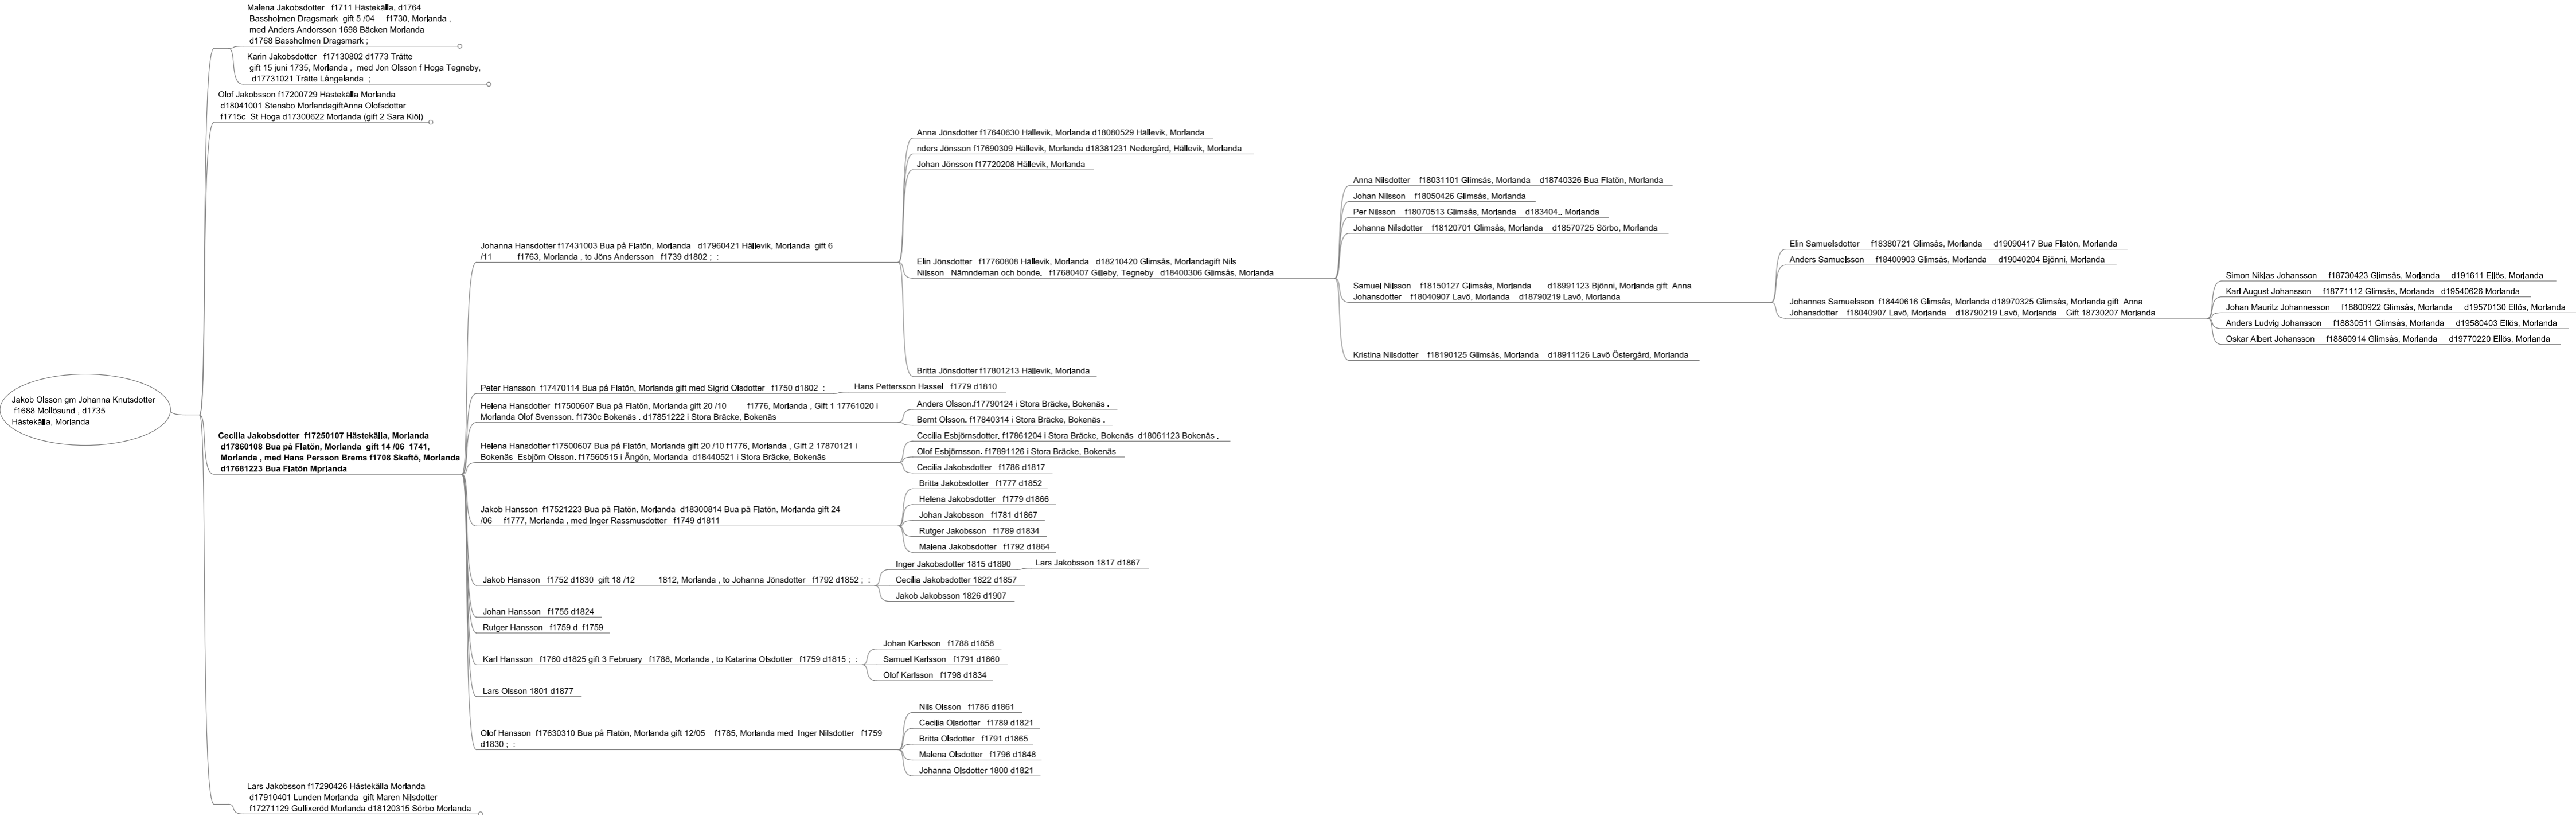 Malena Jakobsdotter f1711 Hästekälla, d1764
Bassholmen Dragsmark gift 5 /04 f1730, Morlanda ,
med Anders Andorsson 1698 Bäcken Morlanda
d1768 Bassholmen Dragsmark ;
Karin Jakobsdotter f17130802 d1773 Trätte
gift 15 juni 1735, Morlanda , med Jon Olsson f Hoga Tegneby,
d17731021 Trätte Långelanda ;
Olof Jakobsson f17200729 Hästekälla Morlanda
d18041001 Stensbo MorlandagiftAnna Olofsdotter
f1715c St Hoga d17300622 Morlanda (gift 2 Sara Kiöl)
Jakob Olsson gm Johanna Knutsdotter
f1688 Mollösund , d1735
Hästekälla, Morlanda
Cecilia Jakobsdotter f17250107 Hästekälla, Morlanda
d17860108 Bua på Flatön, Morlanda gift 14 /06 1741,
Morlanda , med Hans Persson Brems f1708 Skaftö, Morlanda
d17681223 Bua Flatön Mprlanda
Johanna Hansdotter f17431003 Bua på Flatön, Morlanda d17960421 Hällevik, Morlanda gift 6
/11 f1763, Morlanda , to Jöns Andersson f1739 d1802 ; :
Anna Jönsdotter f17640630 Hällevik, Morlanda d18080529 Hällevik, Morlanda
nders Jönsson f17690309 Hällevik, Morlanda d18381231 Nedergård, Hällevik, Morlanda
Johan Jönsson f17720208 Hällevik, Morlanda
Elin Jönsdotter f17760808 Hällevik, Morlanda d18210420 Glimsås, Morlandagift Nils
Nilsson Nämndeman och bonde, f17680407 Gilleby, Tegneby d18400306 Glimsås, Morlanda
Anna Nilsdotter f18031101 Glimsås, Morlanda d18740326 Bua Flatön, Morlanda
Johan Nilsson f18050426 Glimsås, Morlanda
Per Nilsson f18070513 Glimsås, Morlanda d183404.. Morlanda
Johanna Nilsdotter f18120701 Glimsås, Morlanda d18570725 Sörbo, Morlanda
Samuel Nilsson f18150127 Glimsås, Morlanda d18991123 Bjönni, Morlanda gift Anna
Johansdotter f18040907 Lavö, Morlanda d18790219 Lavö, Morlanda
Elin Samuelsdotter f18380721 Glimsås, Morlanda d19090417 Bua Flatön, Morlanda
Anders Samuelsson f18400903 Glimsås, Morlanda d19040204 Bjönni, Morlanda
Johannes Samuelsson f18440616 Glimsås, Morlanda d18970325 Glimsås, Morlanda gift Anna
Johansdotter f18040907 Lavö, Morlanda d18790219 Lavö, Morlanda Gift 18730207 Morlanda
Simon Niklas Johansson f18730423 Glimsås, Morlanda d191611 Ellös, Morlanda
Karl August Johansson f18771112 Glimsås, Morlanda d19540626 Morlanda
Johan Mauritz Johannesson f18800922 Glimsås, Morlanda d19570130 Ellös, Morlanda
Anders Ludvig Johansson f18830511 Glimsås, Morlanda d19580403 Ellös, Morlanda
Oskar Albert Johansson f18860914 Glimsås, Morlanda d19770220 Ellös, Morlanda
Kristina Nilsdotter f18190125 Glimsås, Morlanda d18911126 Lavö Östergård, Morlanda
Britta Jönsdotter f17801213 Hällevik, Morlanda
Peter Hansson f17470114 Bua på Flatön, Morlanda gift med Sigrid Olsdotter f1750 d1802 :
Hans Pettersson Hassel f1779 d1810
Helena Hansdotter f17500607 Bua på Flatön, Morlanda gift 20 /10 f1776, Morlanda , Gift 1 17761020 i
Morlanda Olof Svensson. f1730c Bokenäs . d17851222 i Stora Bräcke, Bokenäs
Anders Olsson.f17790124 i Stora Bräcke, Bokenäs .
Bernt Olsson. f17840314 i Stora Bräcke, Bokenäs .
Helena Hansdotter f17500607 Bua på Flatön, Morlanda gift 20 /10 f1776, Morlanda , Gift 2 17870121 i
Bokenäs Esbjörn Olsson. f17560515 i Ängön, Morlanda d18440521 i Stora Bräcke, Bokenäs
Cecilia Esbjörnsdotter. f17861204 i Stora Bräcke, Bokenäs d18061123 Bokenäs .
Olof Esbjörnsson. f17891126 i Stora Bräcke, Bokenäs
Cecilia Jakobsdotter f1786 d1817
Jakob Hansson f17521223 Bua på Flatön, Morlanda d18300814 Bua på Flatön, Morlanda gift 24
/06 f1777, Morlanda , med Inger Rassmusdotter f1749 d1811
Britta Jakobsdotter f1777 d1852
Helena Jakobsdotter f1779 d1866
Johan Jakobsson f1781 d1867
Rutger Jakobsson f1789 d1834
Malena Jakobsdotter f1792 d1864
Jakob Hansson f1752 d1830 gift 18 /12 1812, Morlanda , to Johanna Jönsdotter f1792 d1852 ; :
Inger Jakobsdotter 1815 d1890
Lars Jakobsson 1817 d1867
Cecilia Jakobsdotter 1822 d1857
Jakob Jakobsson 1826 d1907
Johan Hansson f1755 d1824
Rutger Hansson f1759 d f1759
Karl Hansson f1760 d1825 gift 3 February f1788, Morlanda , to Katarina Olsdotter f1759 d1815 ; :
Johan Karlsson f1788 d1858
Samuel Karlsson f1791 d1860
Olof Karlsson f1798 d1834
Lars Olsson 1801 d1877
Olof Hansson f17630310 Bua på Flatön, Morlanda gift 12/05 f1785, Morlanda med Inger Nilsdotter f1759
d1830 ; :
Nils Olsson f1786 d1861
Cecilia Olsdotter f1789 d1821
Britta Olsdotter f1791 d1865
Malena Olsdotter f1796 d1848
Johanna Olsdotter 1800 d1821
Lars Jakobsson f17290426 Hästekälla Morlanda
d17910401 Lunden Morlanda gift Maren Nilsdotter
f17271129 Gullixeröd Morlanda d18120315 Sörbo Morlanda